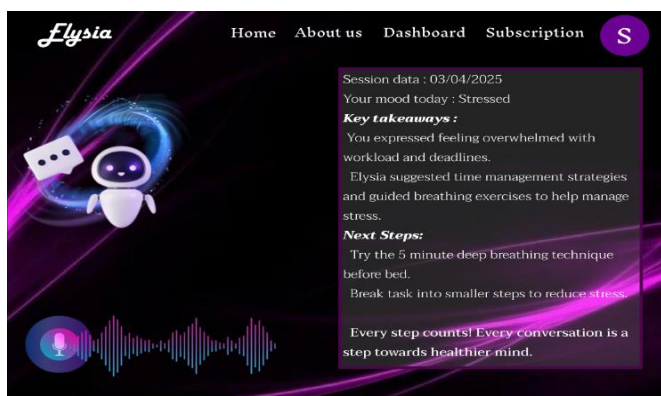 Elysia
Home About us Dashboard Subscription S
Session data : 03/04/2025
Your mood today : Stressed
Key takeaways :
You expressed feeling overwhelmed with
workload and deadlines.
Elysia suggested time management strategies
and guided breathing exercises to help manage
stress.
Next Steps:
Try the 5 minute deep breathing technique
before bed.
Break task into smaller steps to reduce stress.
Every step counts! Every conversation is a
step towards healthier mind.